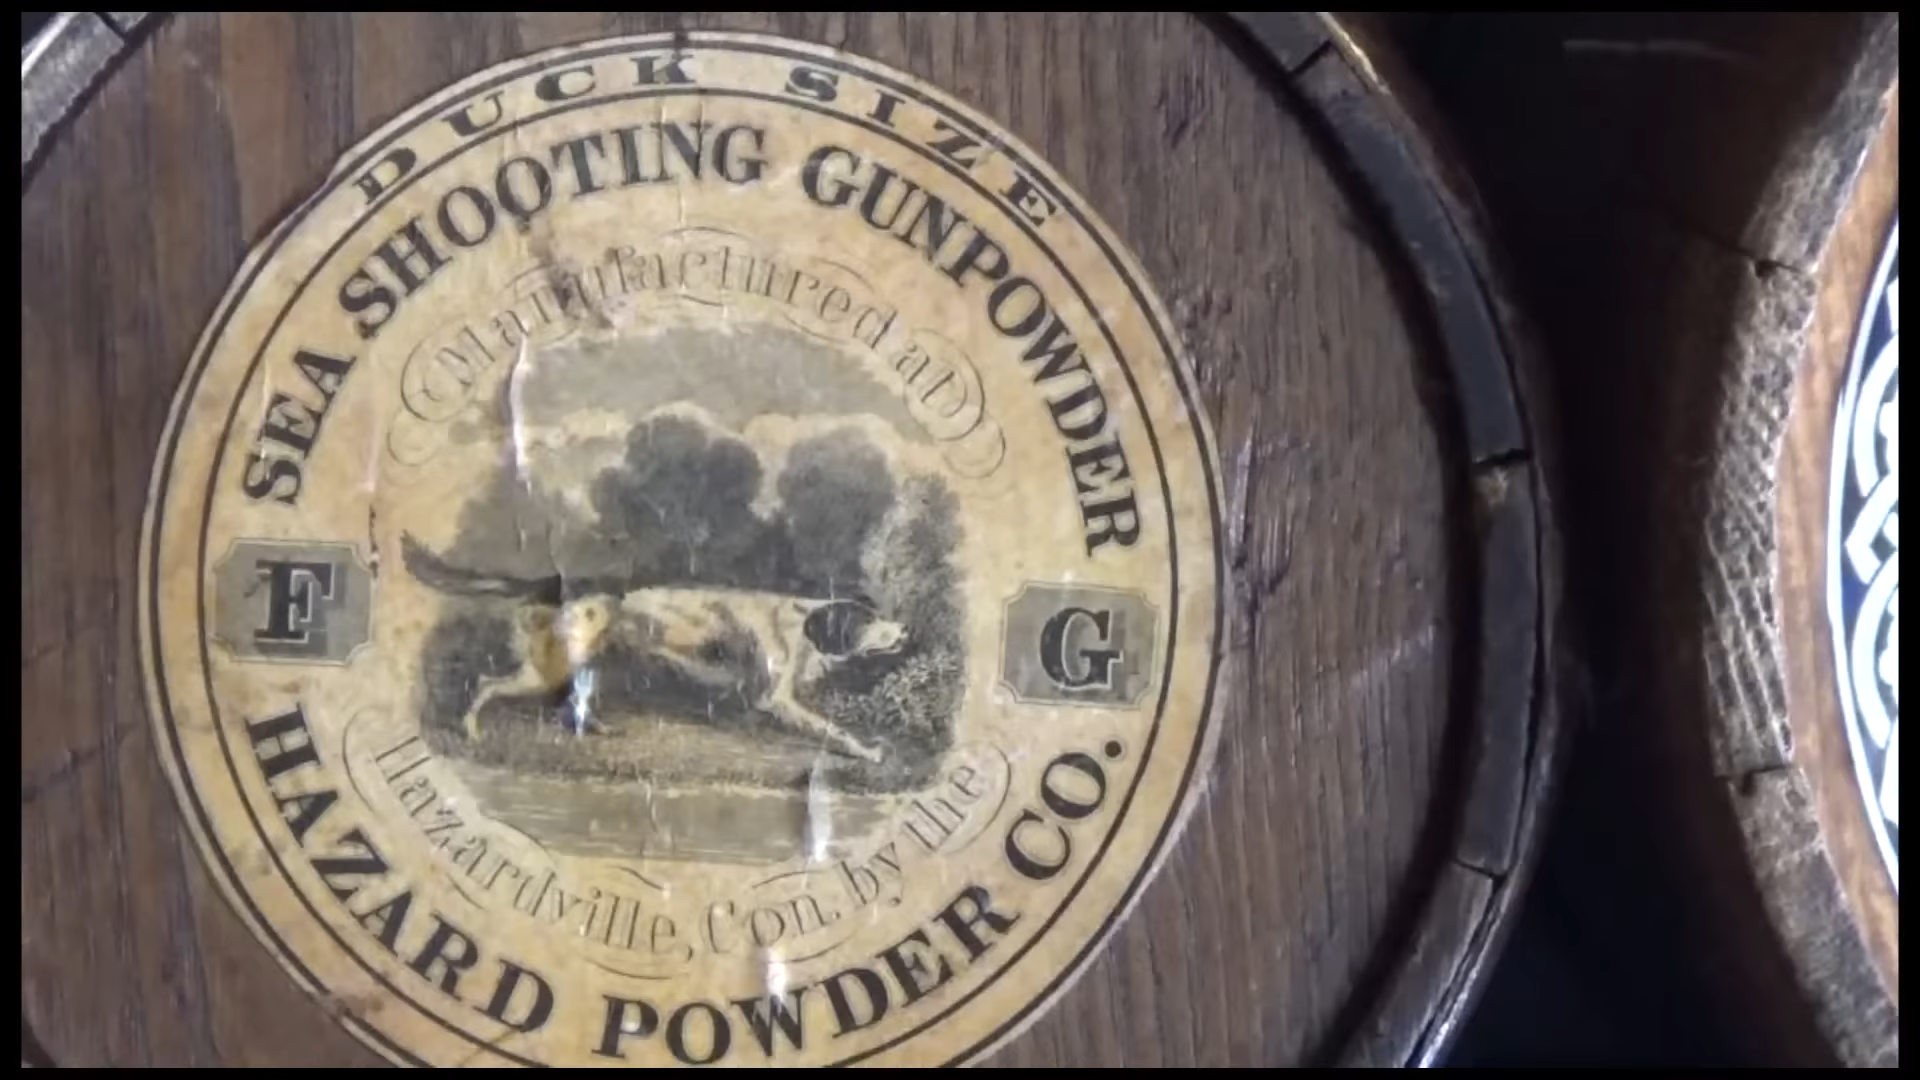 DUCK SIZE
SEA SHOOTING GUNPOWDER
Manufactured at
F G
Hazardville, Con. by the
HAZARD POWDER CO.